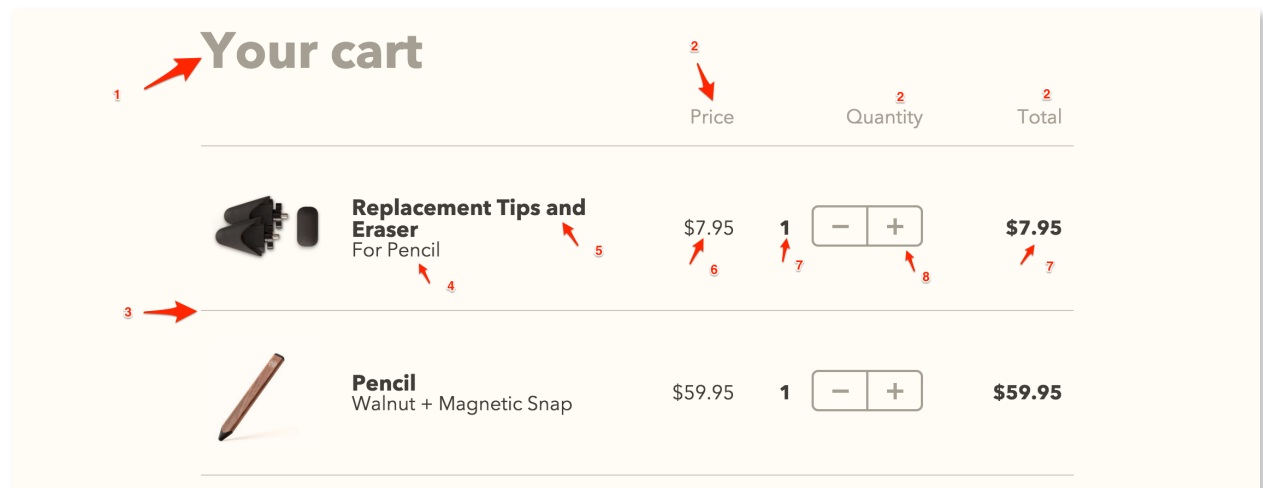 Your cart
1
2
2
2
Price Quantity Total
Replacement Tips and
Eraser
For Pencil
$7.95 1 − + $7.95
5
6
7
7
4
8
3
Pencil
Walnut + Magnetic Snap
$59.95 1 − + $59.95